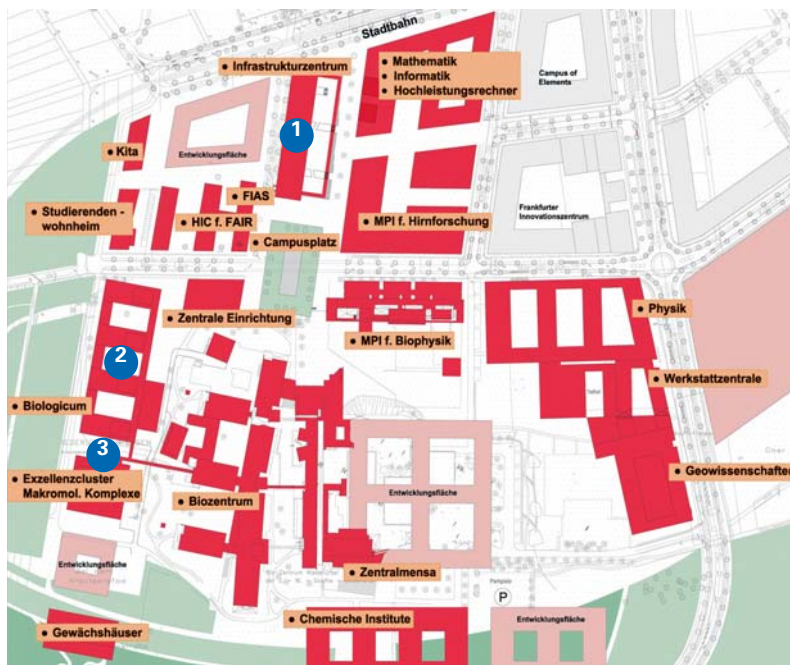 Stadtbahn
• Infrastrukturzentrum
• Mathematik
• Informatik
• Hochleistungsrechner
Campus of
Elements
1
• Kita
Entwicklungsfläche
• FIAS
• Studierenden -
wohnheim
• HIC f. FAIR
• MPI f. Hirnforschung
Frankfurter
Innovationszentrum
• Campusplatz
• Zentrale Einrichtung
• Physik
• MPI f. Biophysik
2
• Werkstattzentrale
• Biologicum
3
• Exzellenzcluster
Makromol. Komplexe
• Biozentrum
Entwicklungsfläche
• Geowissenschaften
Entwicklungsfläche
• Zentralmensa
Parkplatz
P
• Gewächshäuser
• Chemische Institute
Entwicklungsfläche